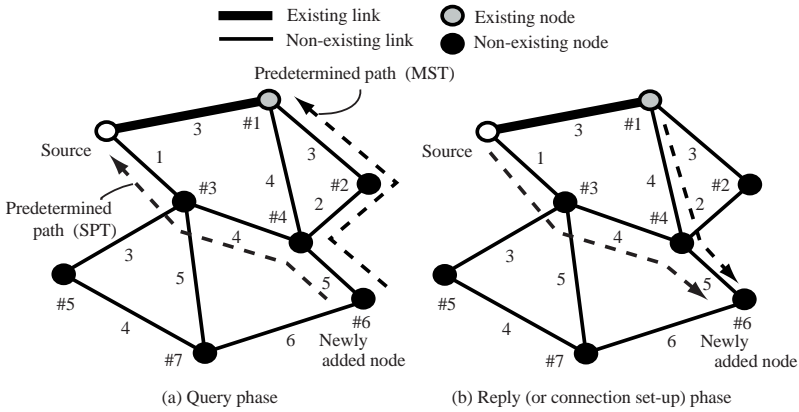 Existing link
Existing node
Non-existing link
Non-existing node
Predetermined path (MST)
3
#1
Source
1
3
#3
4
#2
Predetermined
path (SPT)
#4
2
4
3
5
5
#5
#6
4
6
Newly
added node
#7
(a) Query phase
3
#1
Source
1
3
#3
4
#2
#4
2
4
3
5
5
#5
#6
4
6
Newly
added node
#7
(b) Reply (or connection set-up) phase